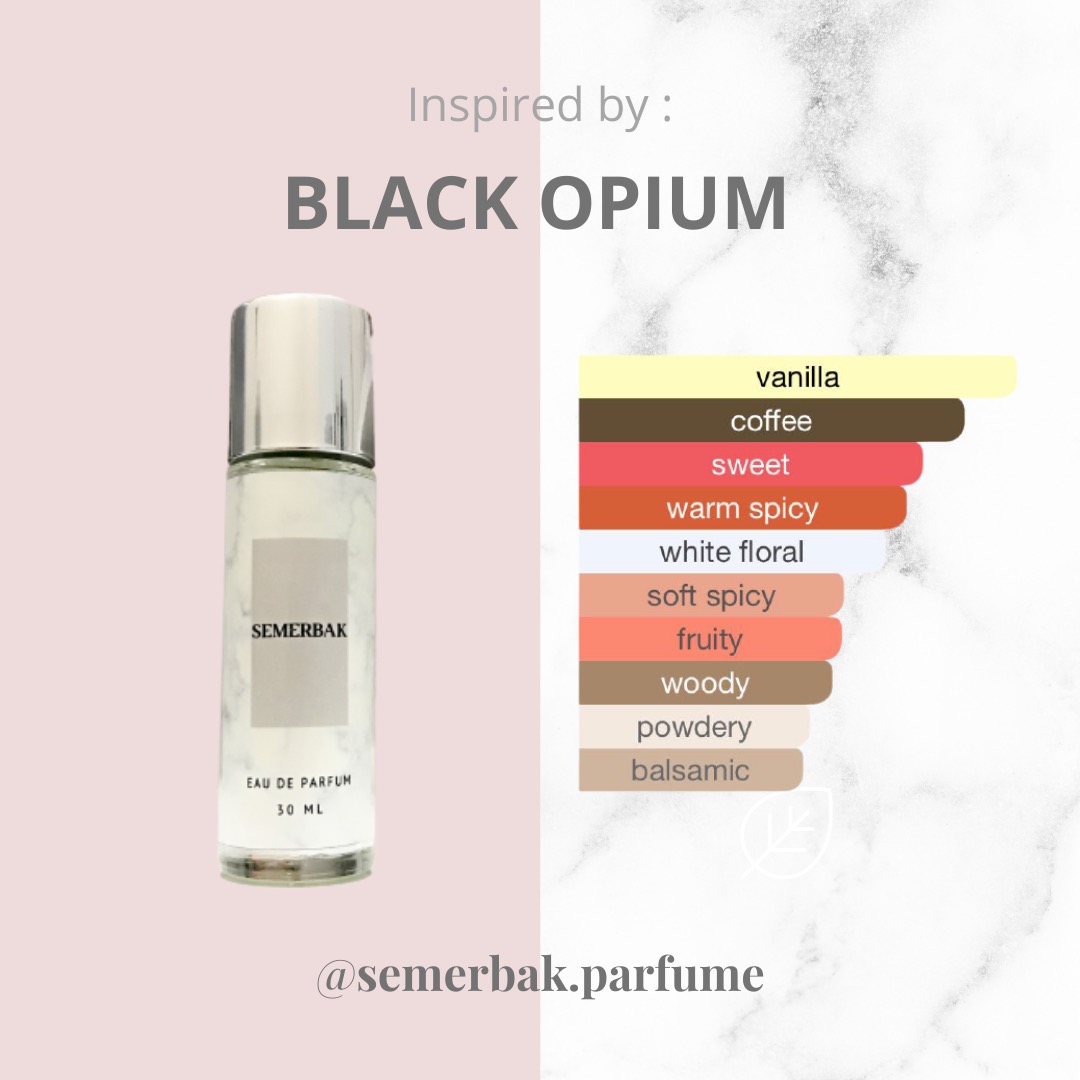 Inspired by :
BLACK OPIUM
SEMERBAK
EAU DE PARFUM
30 ML
vanilla
coffee
sweet
warm spicy
white floral
soft spicy
fruity
woody
powdery
balsamic
@semerbak.parfume